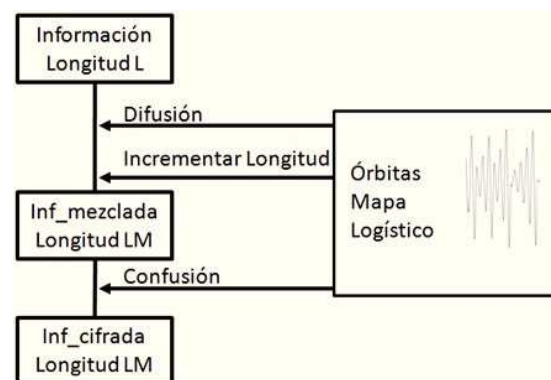 Información
Longitud L
Difusión
Incrementar Longitud
Órbitas
Mapa
Logístico
Inf_mezclada
Longitud LM
Confusión
Inf_cifrada
Longitud LM